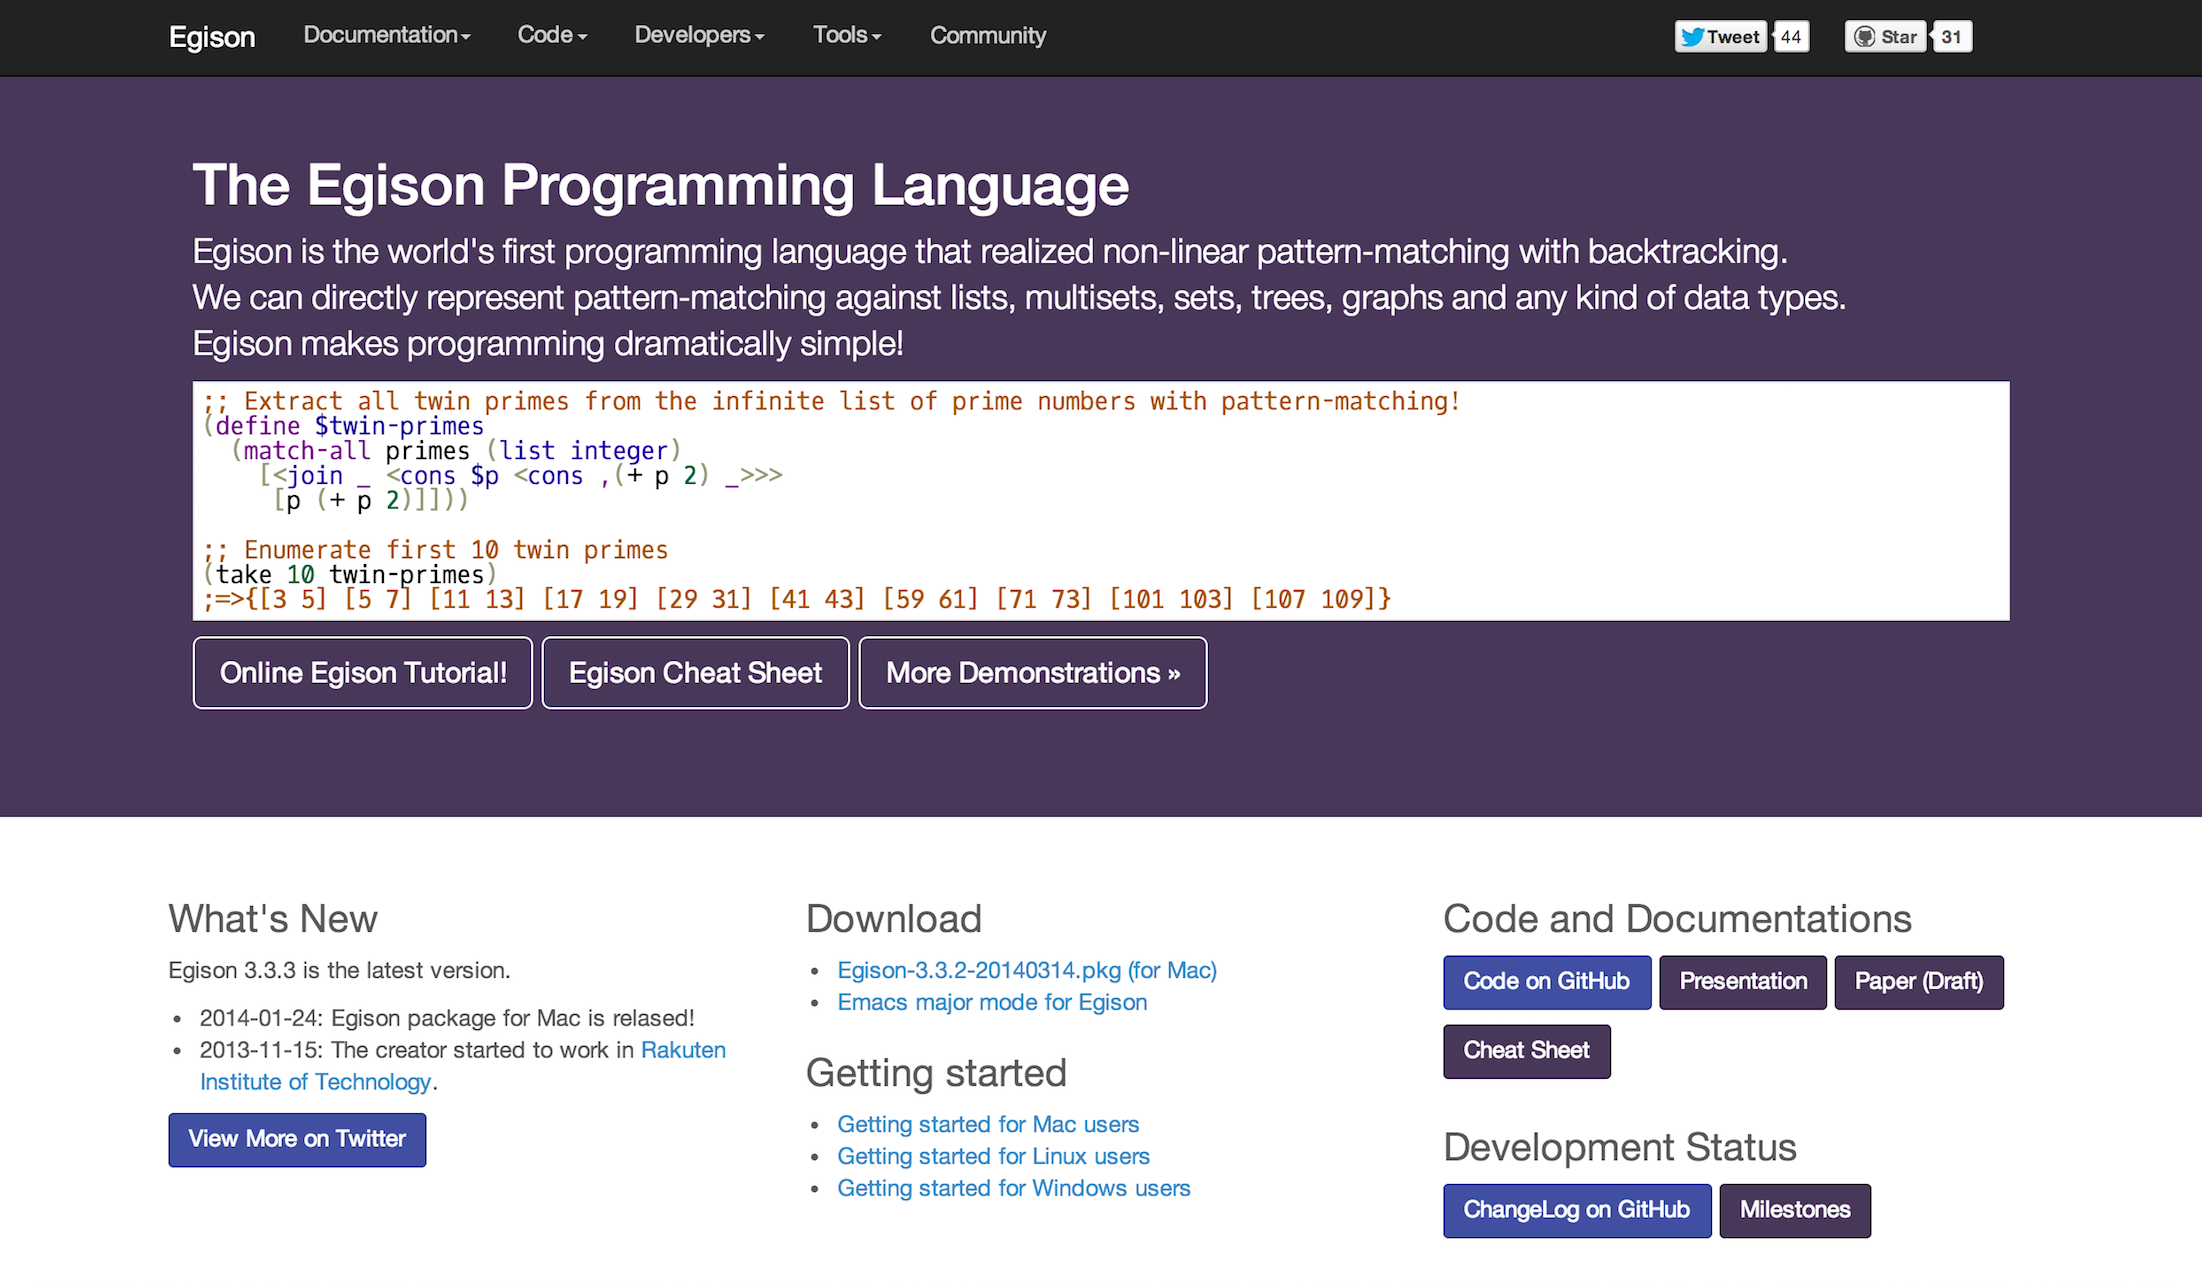 Egison Documentation Code Developers Tools Community Tweet 44 Star 31
The Egison Programming Language
Egison is the world's first programming language that realized non-linear pattern-matching with backtracking.
We can directly represent pattern-matching against lists, multisets, sets, trees, graphs and any kind of data types.
Egison makes programming dramatically simple!
;; Extract all twin primes from the infinite list of prime numbers with pattern-matching!
(define $twin-primes
  (match-all primes (list integer)
    [<join _ <cons $p <cons ,(+ p 2) _>>>
     [p (+ p 2)]]))
;; Enumerate first 10 twin primes
(take 10 twin-primes)
;=>{[3 5] [5 7] [11 13] [17 19] [29 31] [41 43] [59 61] [71 73] [101 103] [107 109]}
Online Egison Tutorial! Egison Cheat Sheet More Demonstrations »
What's New
Egison 3.3.3 is the latest version.
• 2014-01-24: Egison package for Mac is relased!
• 2013-11-15: The creator started to work in Rakuten
Institute of Technology.
View More on Twitter
Download
• Egison-3.3.2-20140314.pkg (for Mac)
• Emacs major mode for Egison
Getting started
• Getting started for Mac users
• Getting started for Linux users
• Getting started for Windows users
Code and Documentations
Code on GitHub Presentation Paper (Draft)
Cheat Sheet
Development Status
ChangeLog on GitHub Milestones